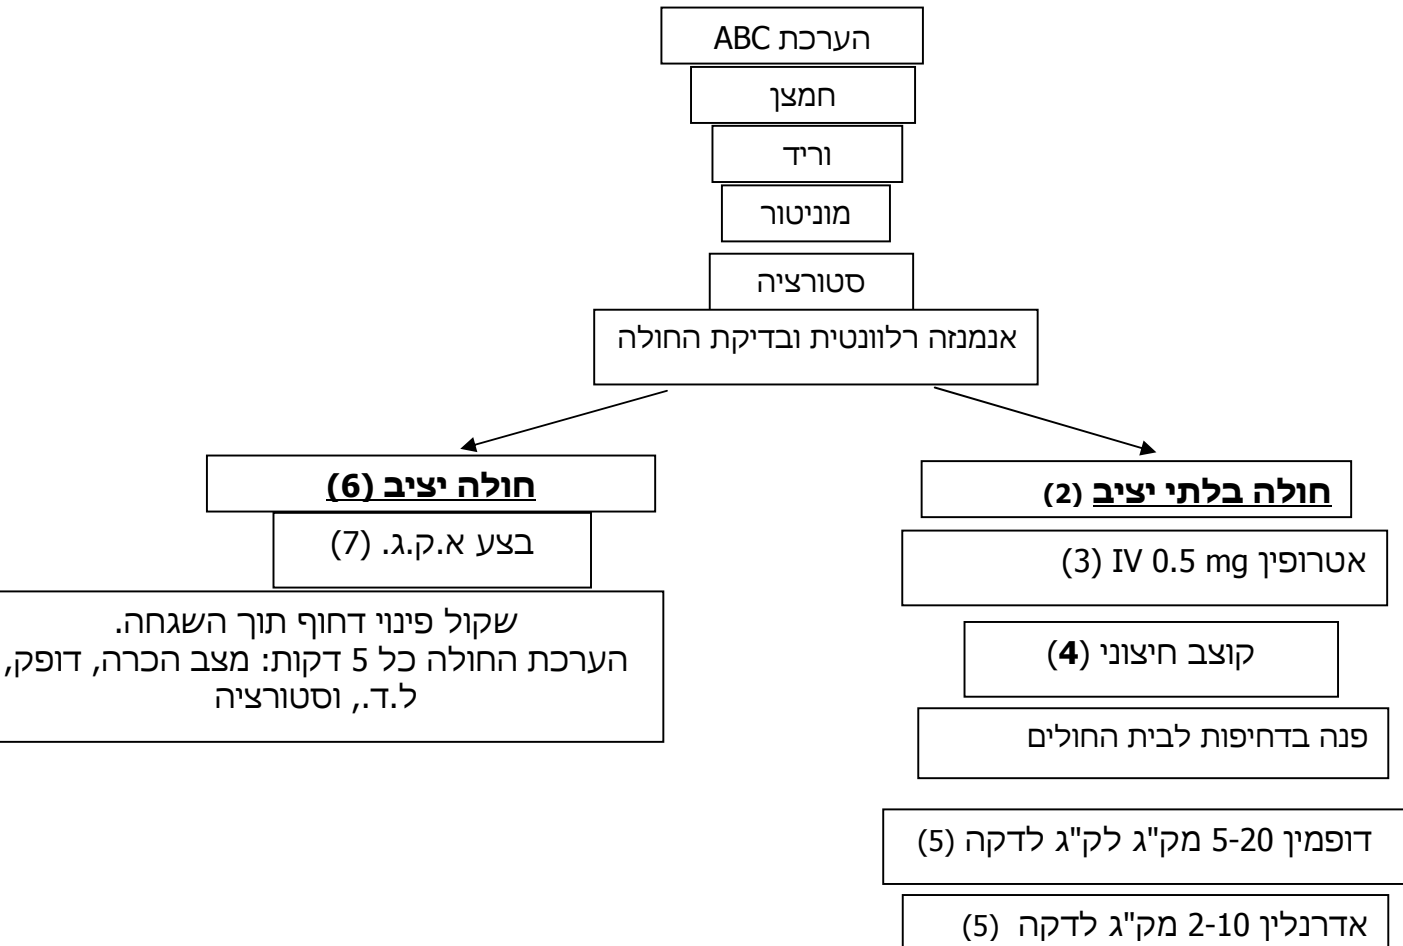 הערכת ABC
חמצן
וריד
מוניטור
סטורציה
אנמנזה רלוונטית ובדיקת החולה
חולה בלתי יציב (2)
אטרופין IV 0.5 mg (3)
קוצב חיצוני (4)
פנה בדחיפות לבית החולים
דופמין 5-20 מק"ג לק"ג לדקה (5)
אדרנלין 2-10 מק"ג לדקה (5)
חולה יציב (6)
בצע א.ק.ג. (7)
שקול פינוי דחוף תוך השגחה.
הערכת החולה כל 5 דקות: מצב הכרה, דופק,
ל.ד., וסטורציה